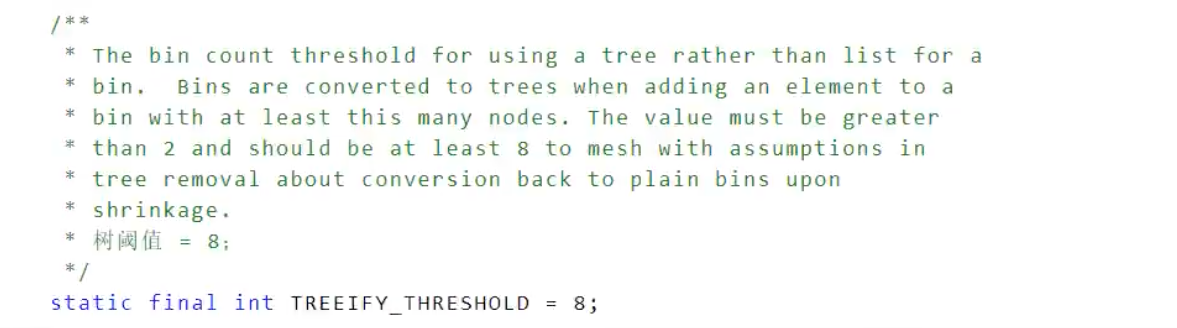 /**
* The bin count threshold for using a tree rather than list for a
* bin.  Bins are converted to trees when adding an element to a
* bin with at least this many nodes. The value must be greater
* than 2 and should be at least 8 to mesh with assumptions in
* tree removal about conversion back to plain bins upon
* shrinkage.
* 树阈值 = 8;
*/
static final int TREEIFY_THRESHOLD = 8;